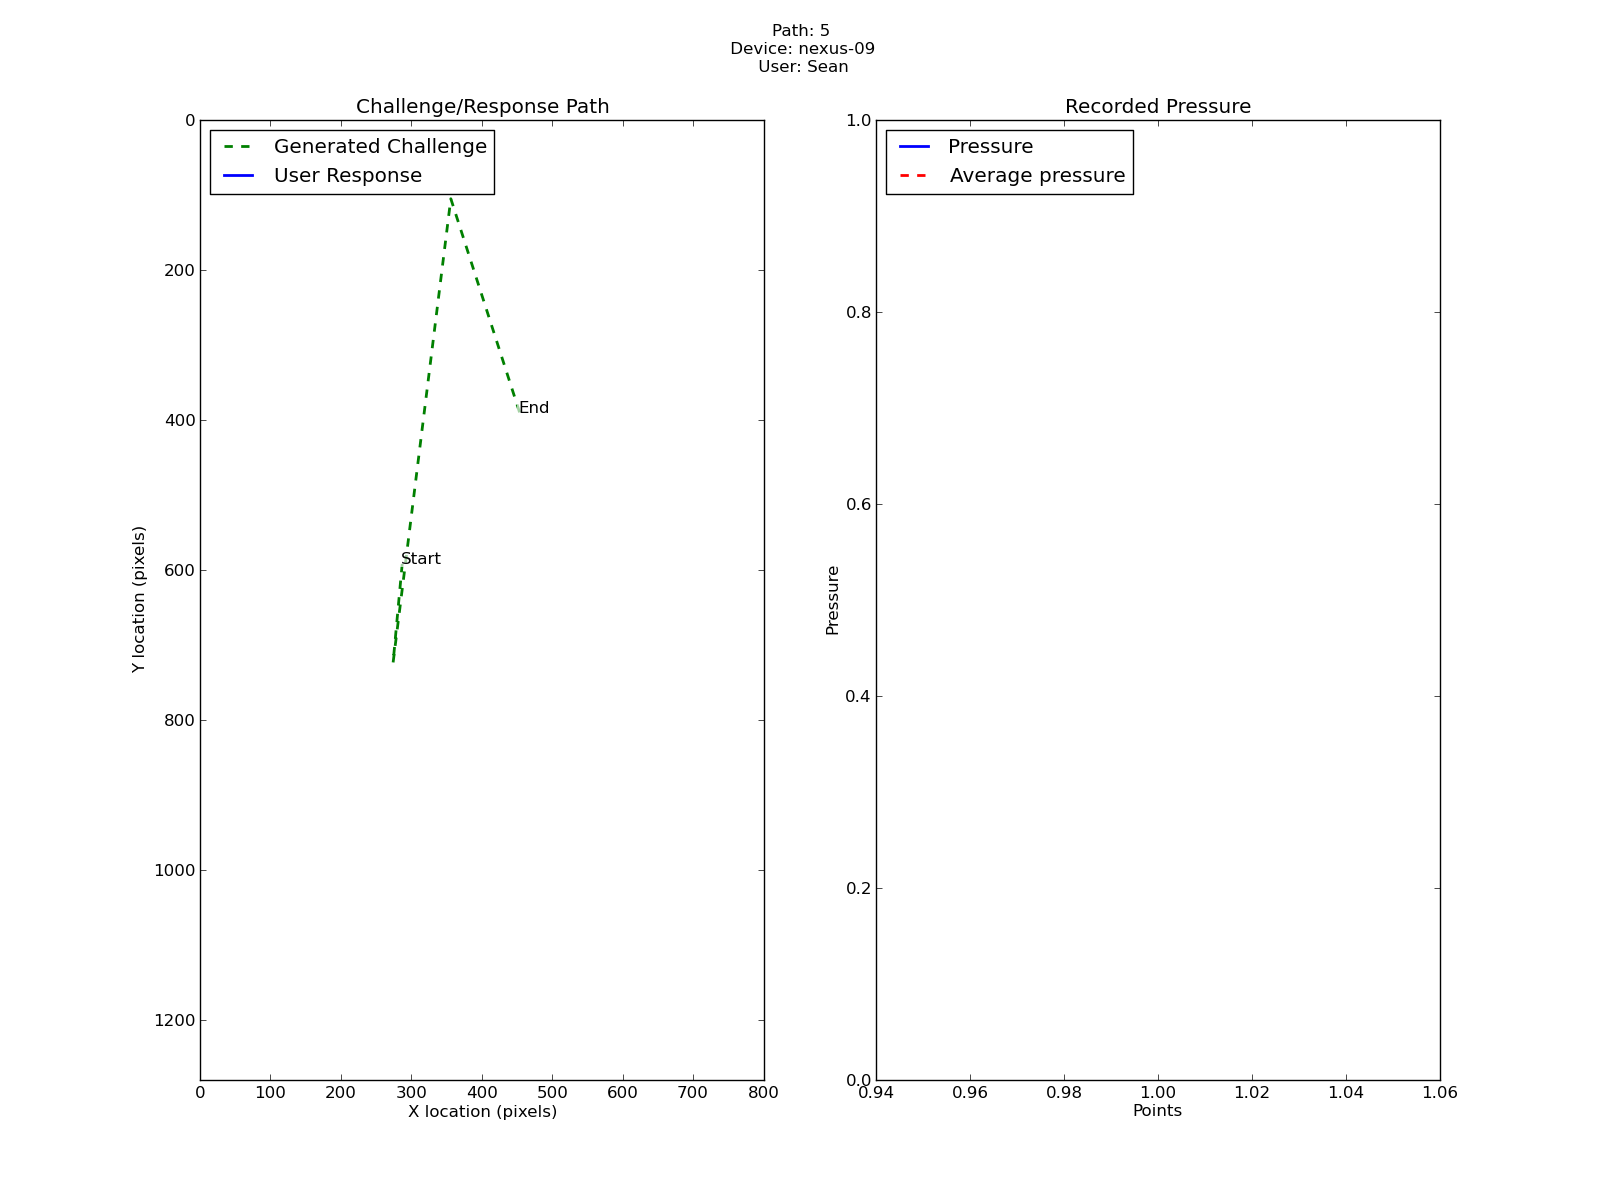 Path: 5
Device: nexus-09
User: Sean
Challenge/Response Path
Generated Challenge
User Response
0
200
400
600
800
1000
1200
Y location (pixels)
End
Start
0 100 200 300 400 500 600 700 800
X location (pixels)
Recorded Pressure
Pressure
Average pressure
1.0
0.8
0.6
0.4
0.2
0.0
Pressure
0.94 0.96 0.98 1.00 1.02 1.04 1.06
Points